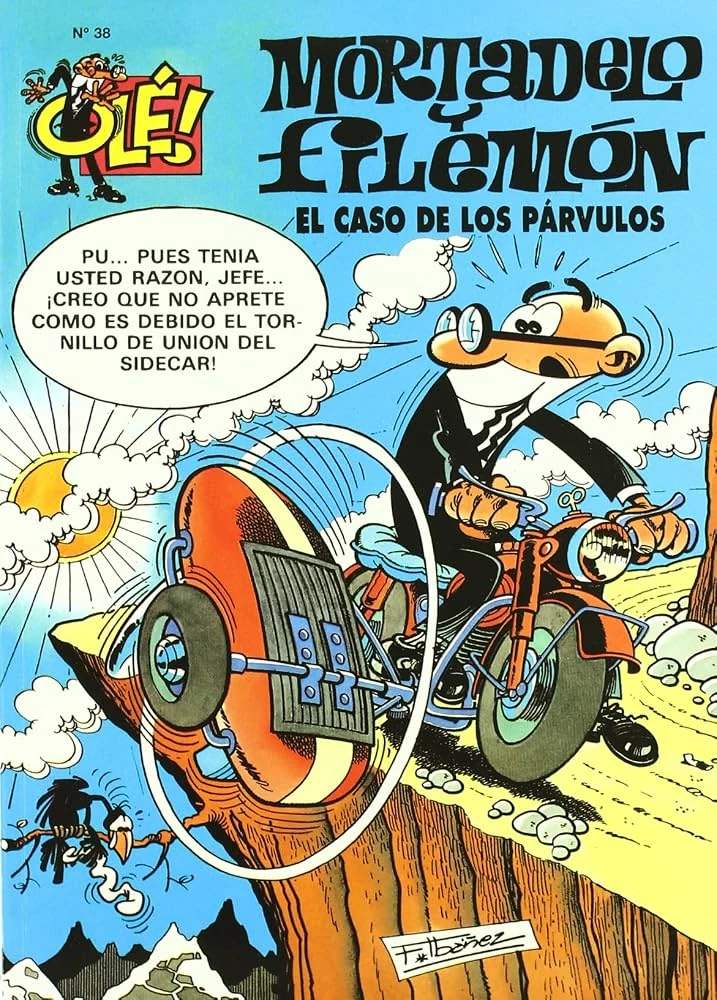 Nº 38
OLÉ!
MORTADELO
Y
FILEMÓN
EL CASO DE LOS PÁRVULOS
PU... PUES TENIA
USTED RAZON, JEFE...
¡CREO QUE NO APRETE
COMO ES DEBIDO EL TOR-
NILLO DE UNION DEL
SIDECAR!
F. Ibáñez